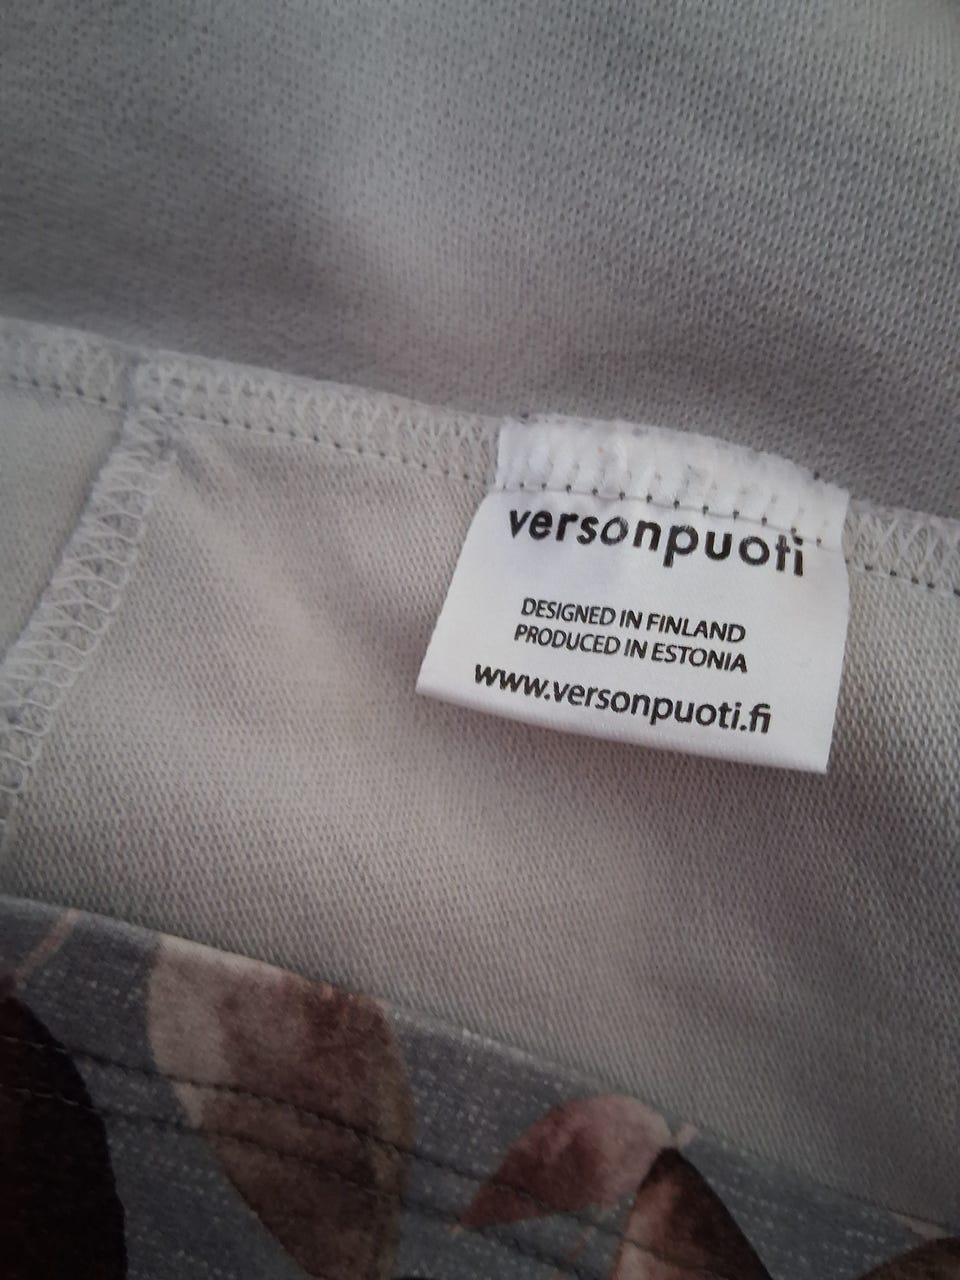 versonpuoti
DESIGNED IN FINLAND
PRODUCED IN ESTONIA
www.versonpuoti.fi